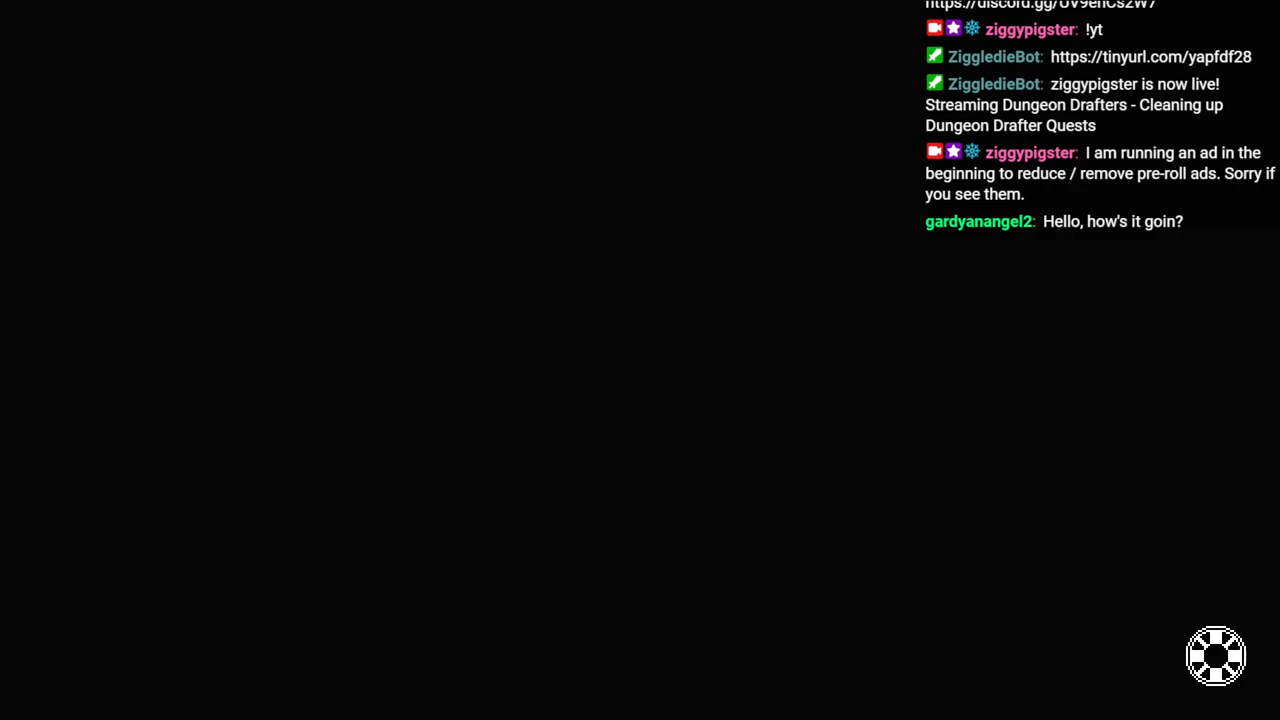 ziggypigster: !yt
ZiggledieBot: https://tinyurl.com/yapfdf28
ZiggledieBot: ziggypigster is now live!
Streaming Dungeon Drafters - Cleaning up
Dungeon Drafter Quests
ziggypigster: I am running an ad in the
beginning to reduce / remove pre-roll ads. Sorry if
you see them.
gardyanangel2: Hello, how's it goin?